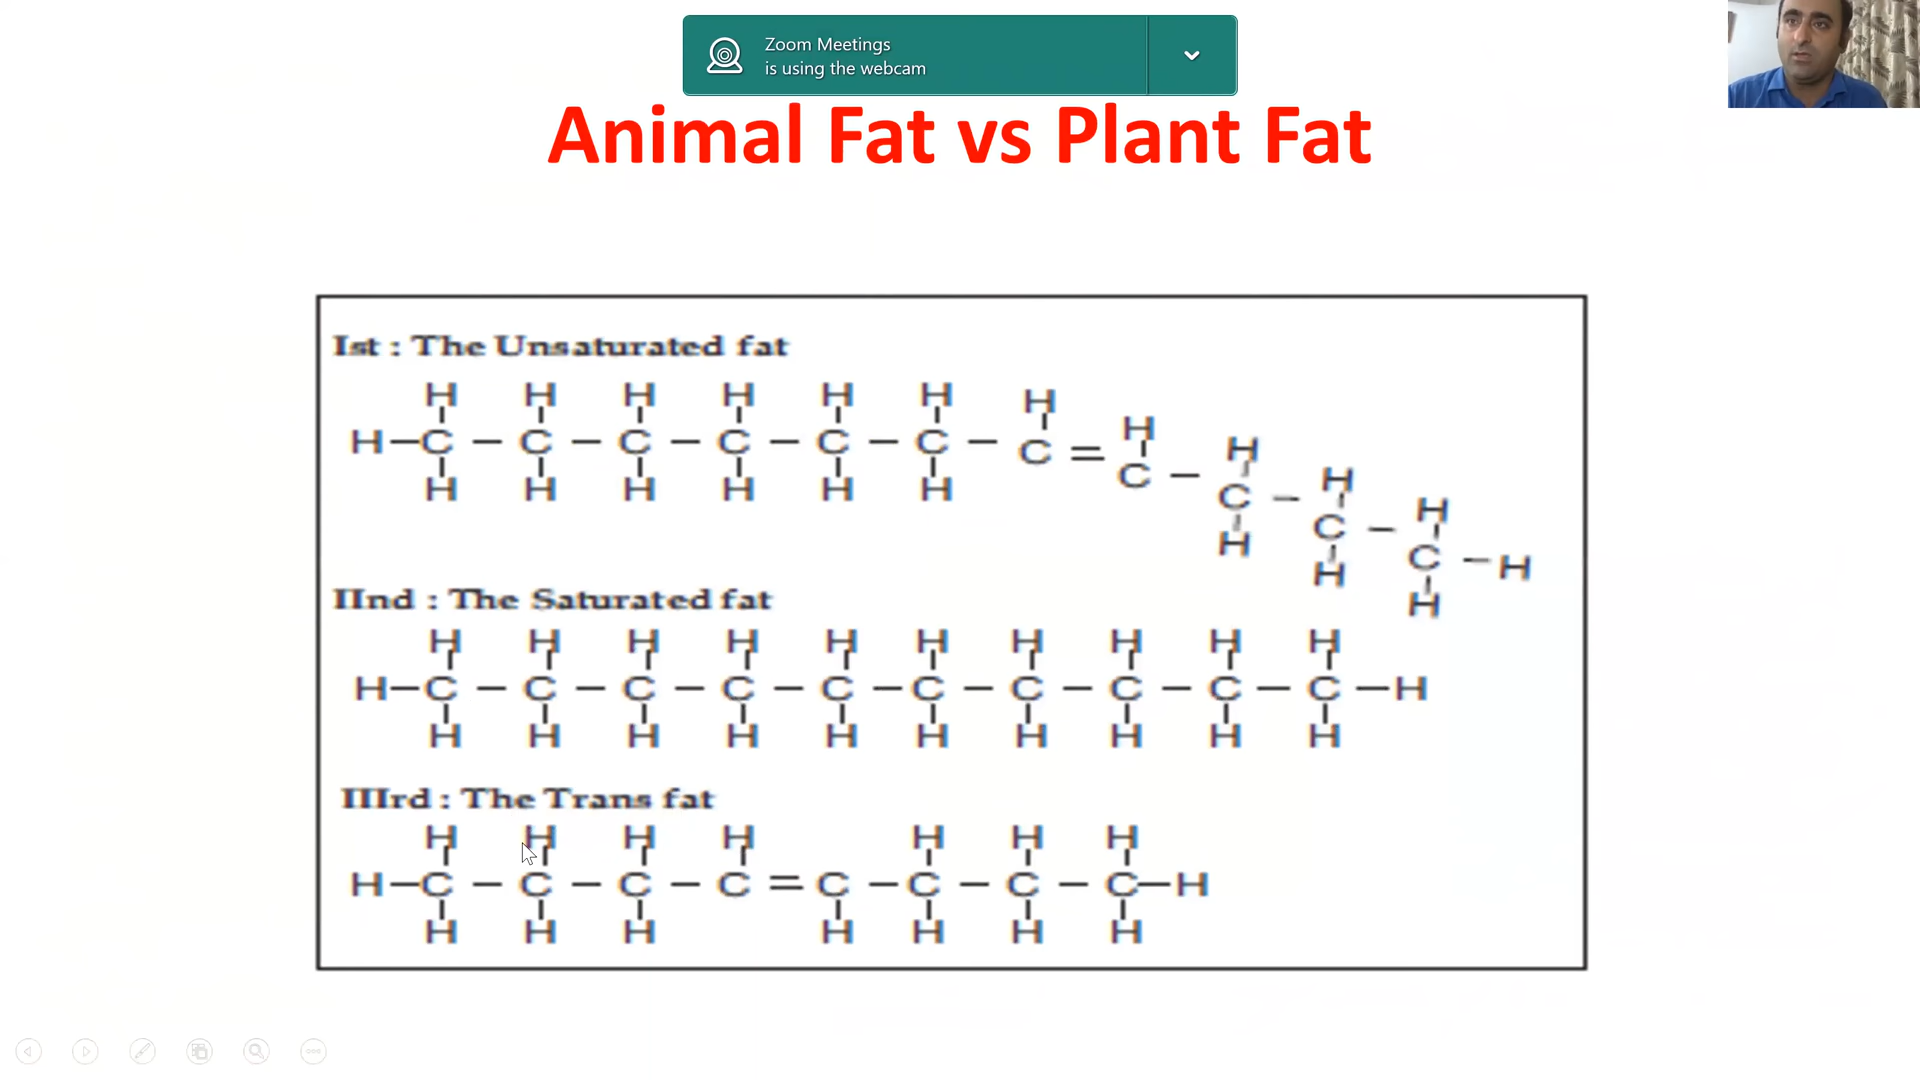 Zoom Meetings
is using the webcam
Animal Fat vs Plant Fat
Ist : The Unsaturated fat
H H H H H H H H H H H
H–C – C – C – C – C – C – C = C – C – C – C –H
H H H H H H H H H
IInd : The Saturated fat
H H H H H H H H H H
H–C – C – C – C – C –C – C – C – C – C –H
H H H H H H H H H H
IIIrd : The Trans fat
H H H H H H H
H–C – C – C – C =C –C – C – C–H
H H H H H H H